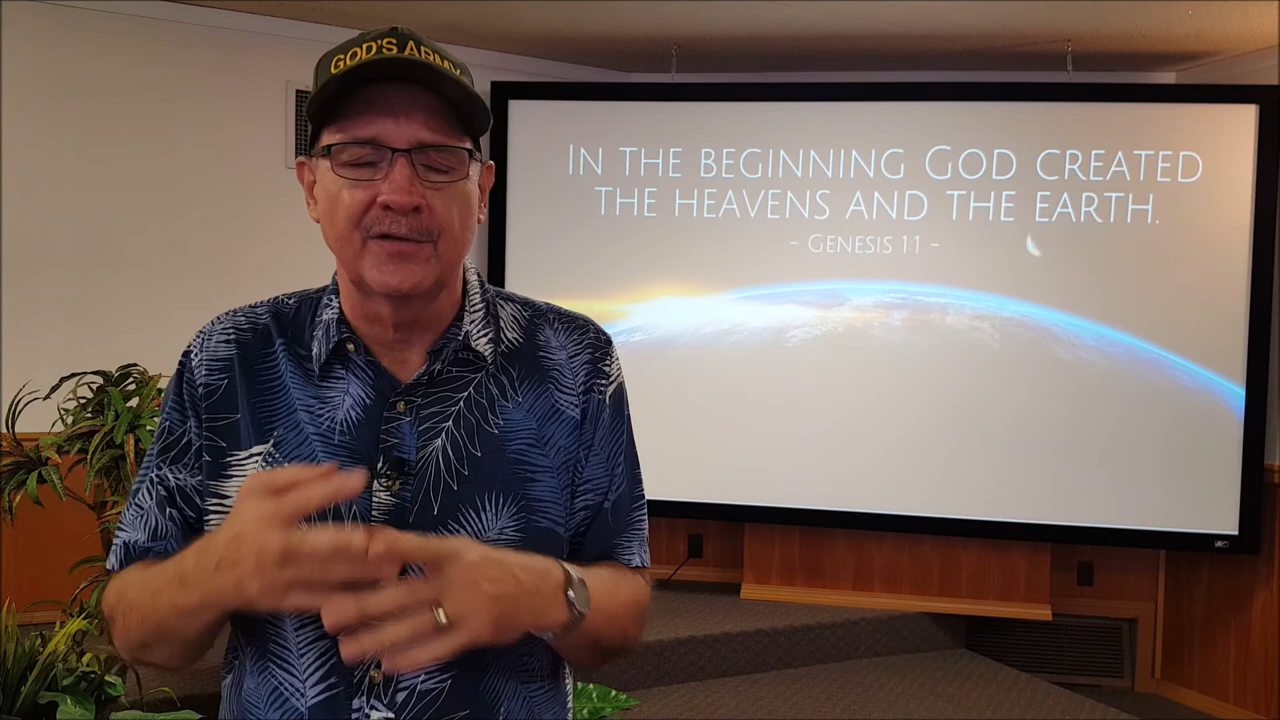 GOD'S ARMY
IN THE BEGINNING GOD CREATED
THE HEAVENS AND THE EARTH.
- GENESIS 1:1 -